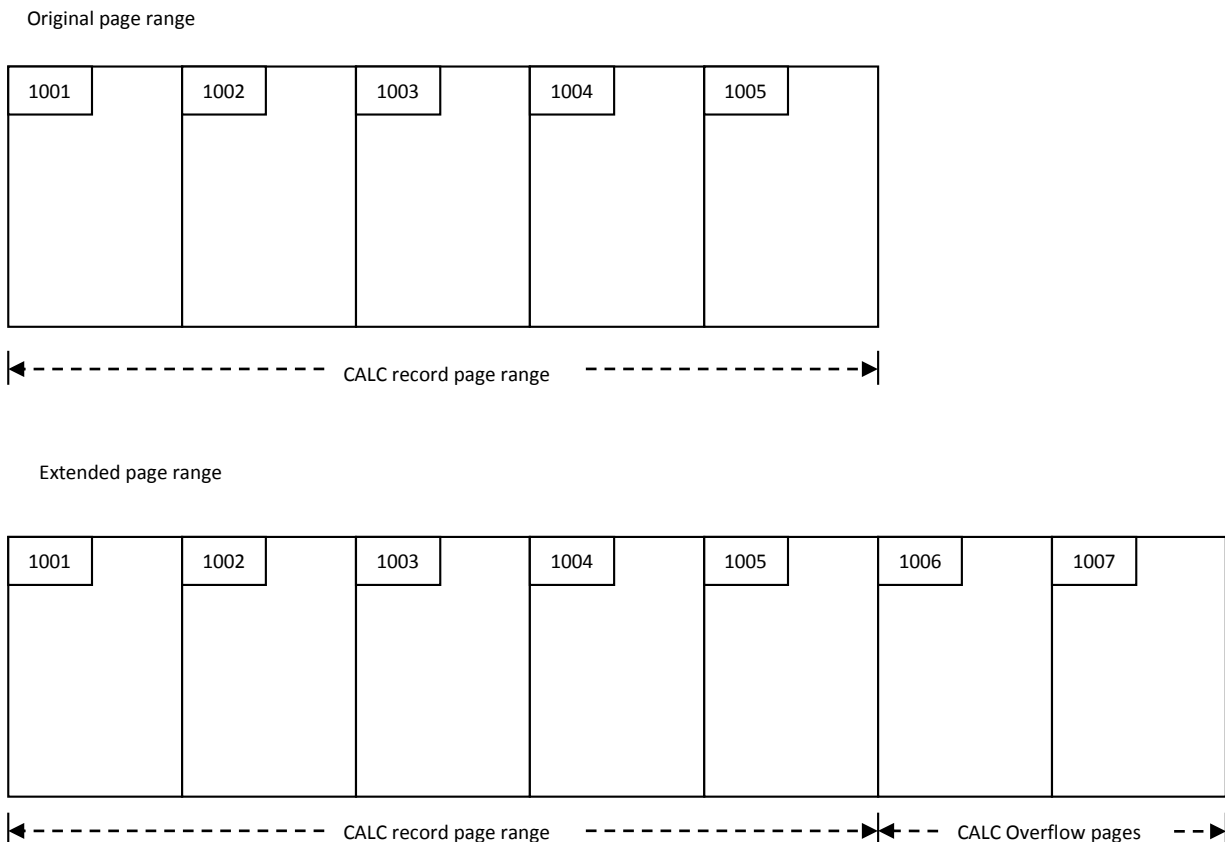 Original page range
1001 1002 1003 1004 1005
CALC record page range
Extended page range
1001 1002 1003 1004 1005 1006 1007
CALC record page range CALC Overflow pages